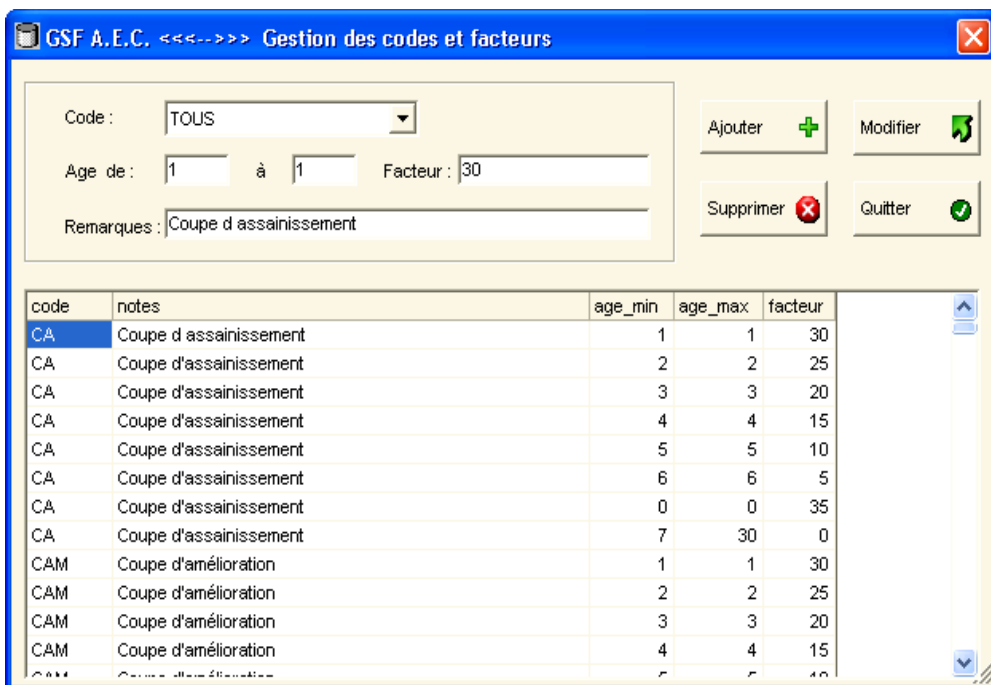 GSF A.E.C. <<<-->>> Gestion des codes et facteurs
Code : TOUS
Ajouter Modifier
Age de : 1 à 1 Facteur : 30
Supprimer Quitter
Remarques : Coupe d assainissement
code notes age_min age_max facteur
CA Coupe d assainissement 1 1 30
CA Coupe d'assainissement 2 2 25
CA Coupe d'assainissement 3 3 20
CA Coupe d'assainissement 4 4 15
CA Coupe d'assainissement 5 5 10
CA Coupe d'assainissement 6 6 5
CA Coupe d'assainissement 0 0 35
CA Coupe d'assainissement 7 30 0
CAM Coupe d'amélioration 1 1 30
CAM Coupe d'amélioration 2 2 25
CAM Coupe d'amélioration 3 3 20
CAM Coupe d'amélioration 4 4 15